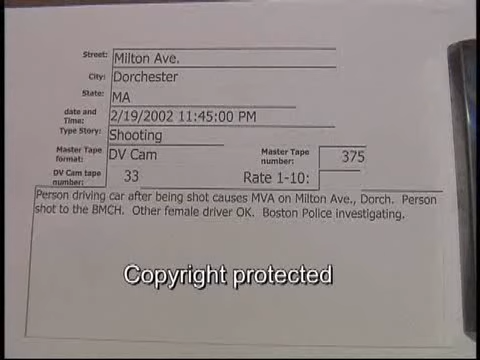 Street: Milton Ave.
City: Dorchester
State: MA
date and Time: 2/19/2002 11:45:00 PM
Type Story: Shooting
Master Tape format: DV Cam Master Tape number: 375
DV Cam tape number: 33 Rate 1-10:
Person driving car after being shot causes MVA on Milton Ave., Dorch. Person
shot to the BMCH. Other female driver OK. Boston Police investigating.
Copyright protected